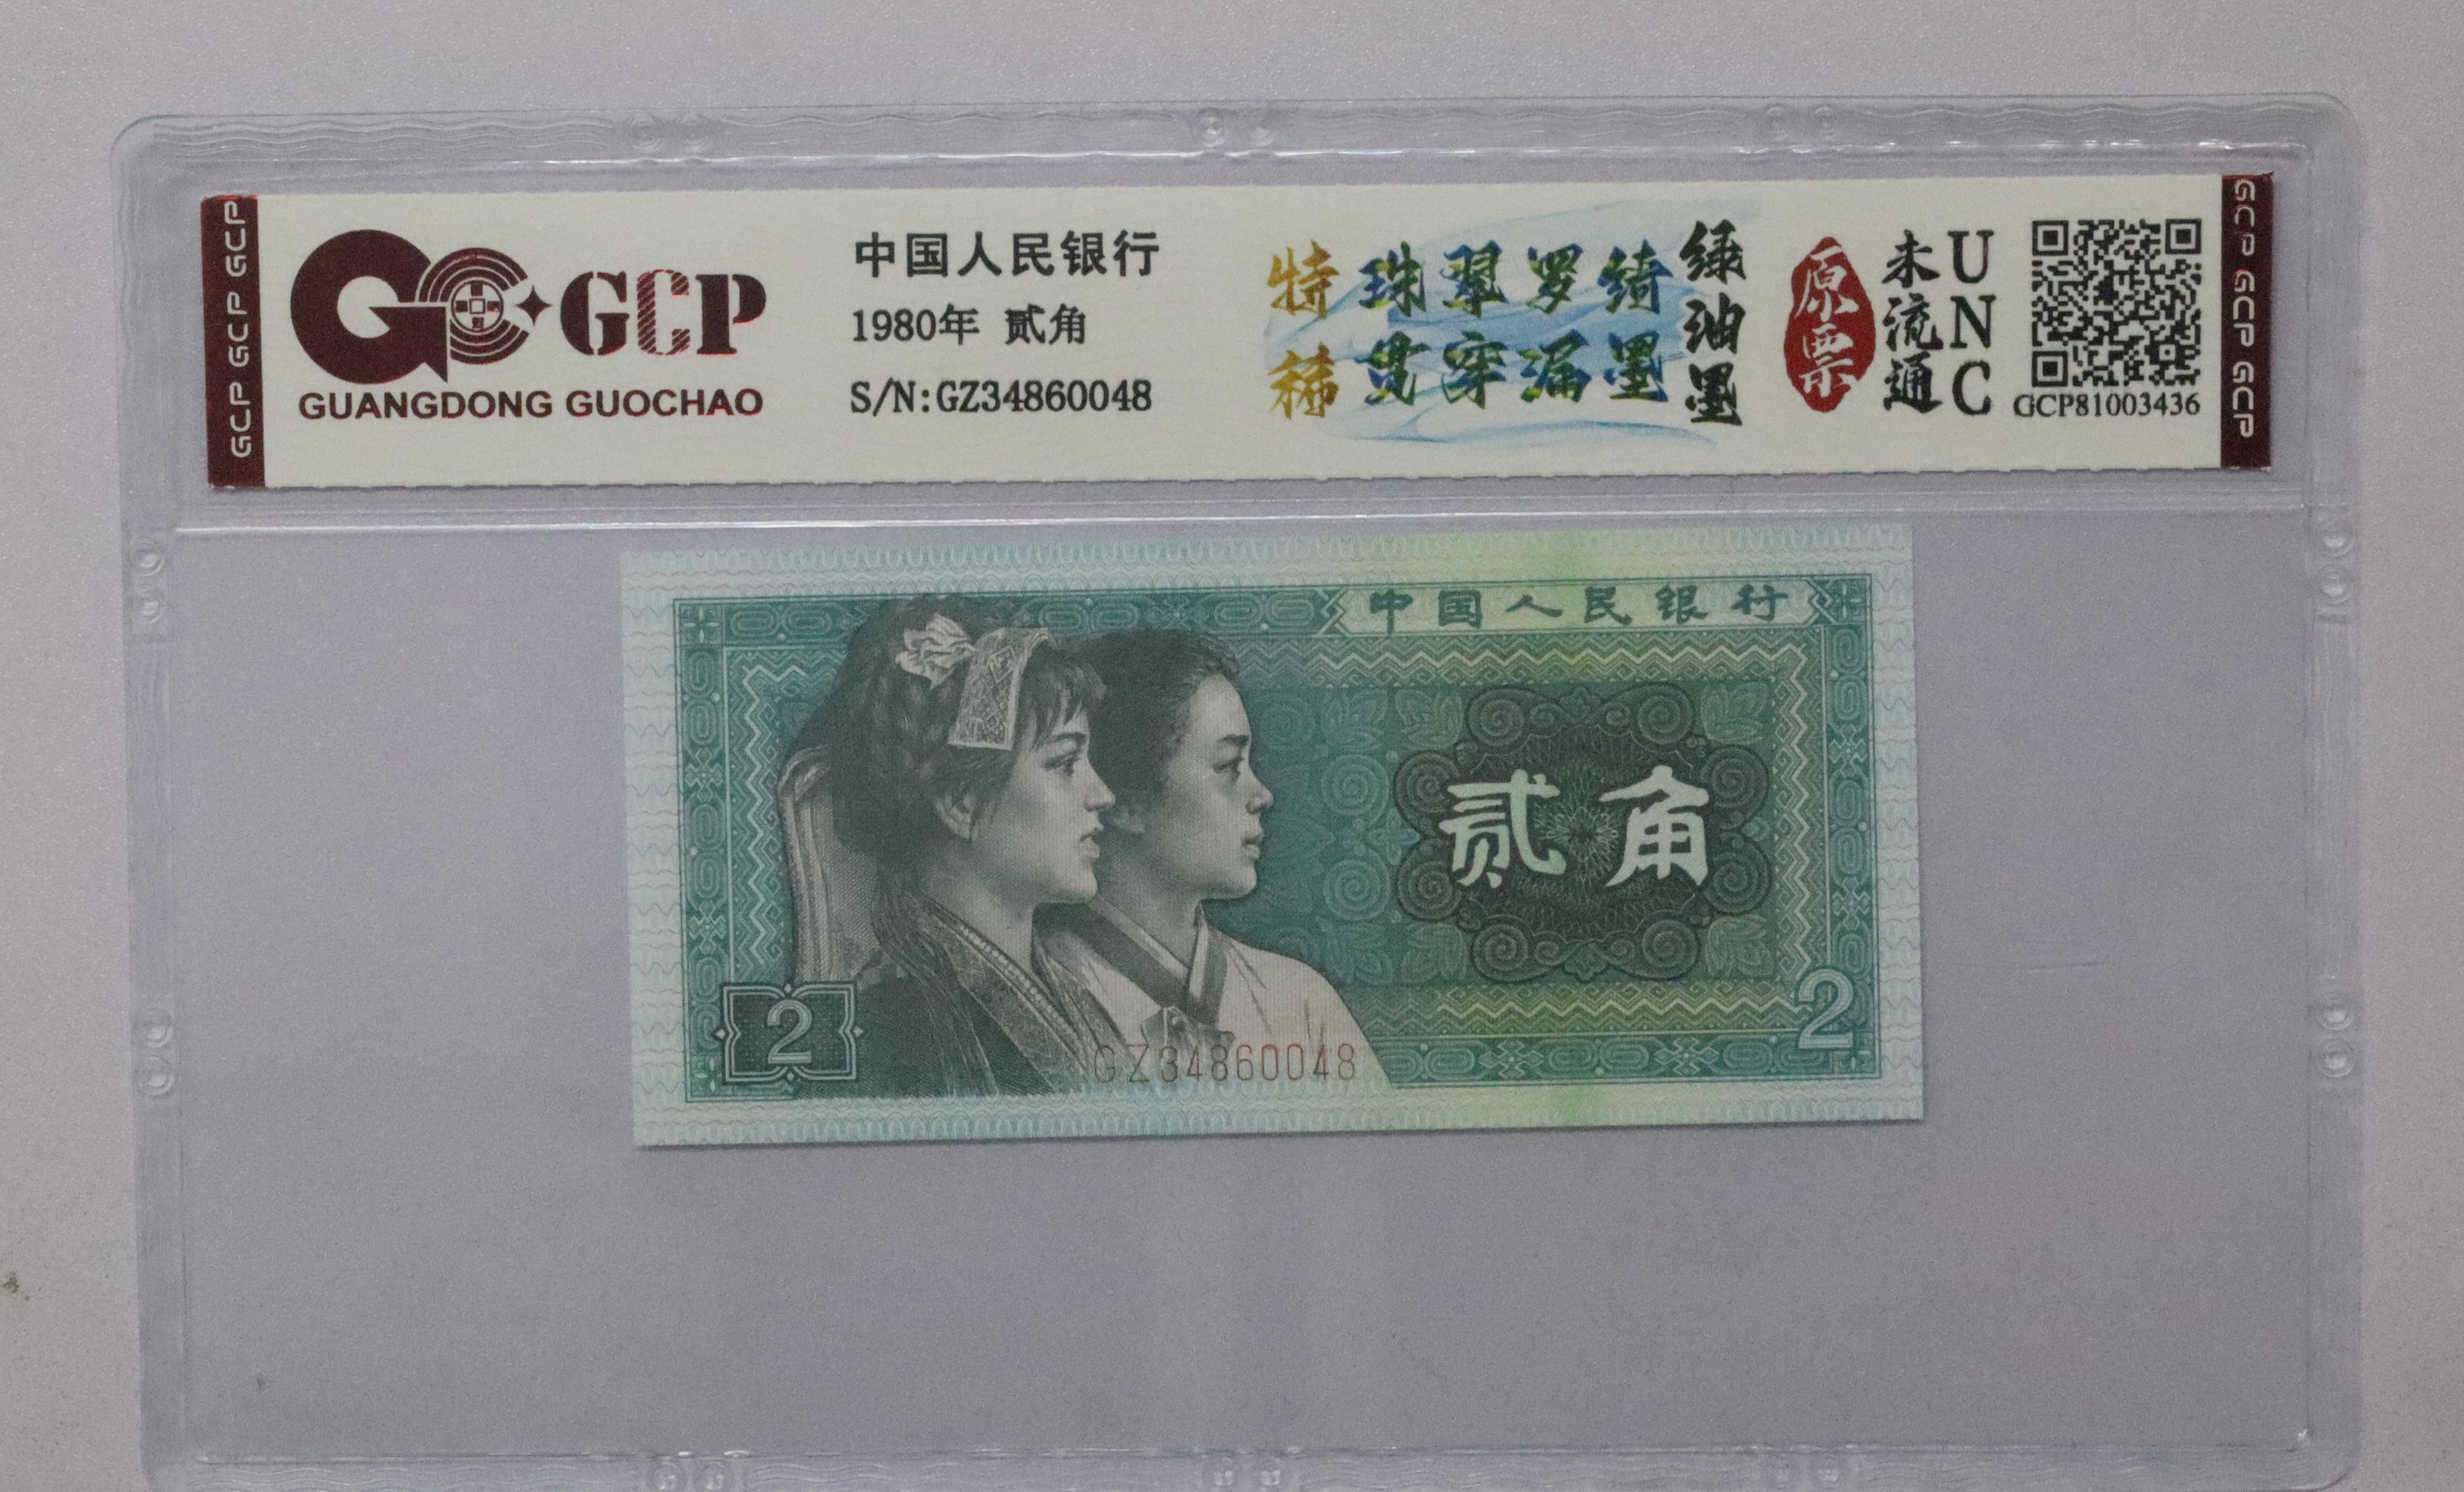 GCP GCP GCP
GCP
GUANGDONG GUOCHAO
中国人民银行
1980年 贰角
S/N:GZ34860048
特稀
珠翠罗绮
贯穿漏墨
绿油墨
原票
未流通
UNC
GCP81003436
GCP GCP GCP
中国人民银行
贰角
2
2
GZ34860048